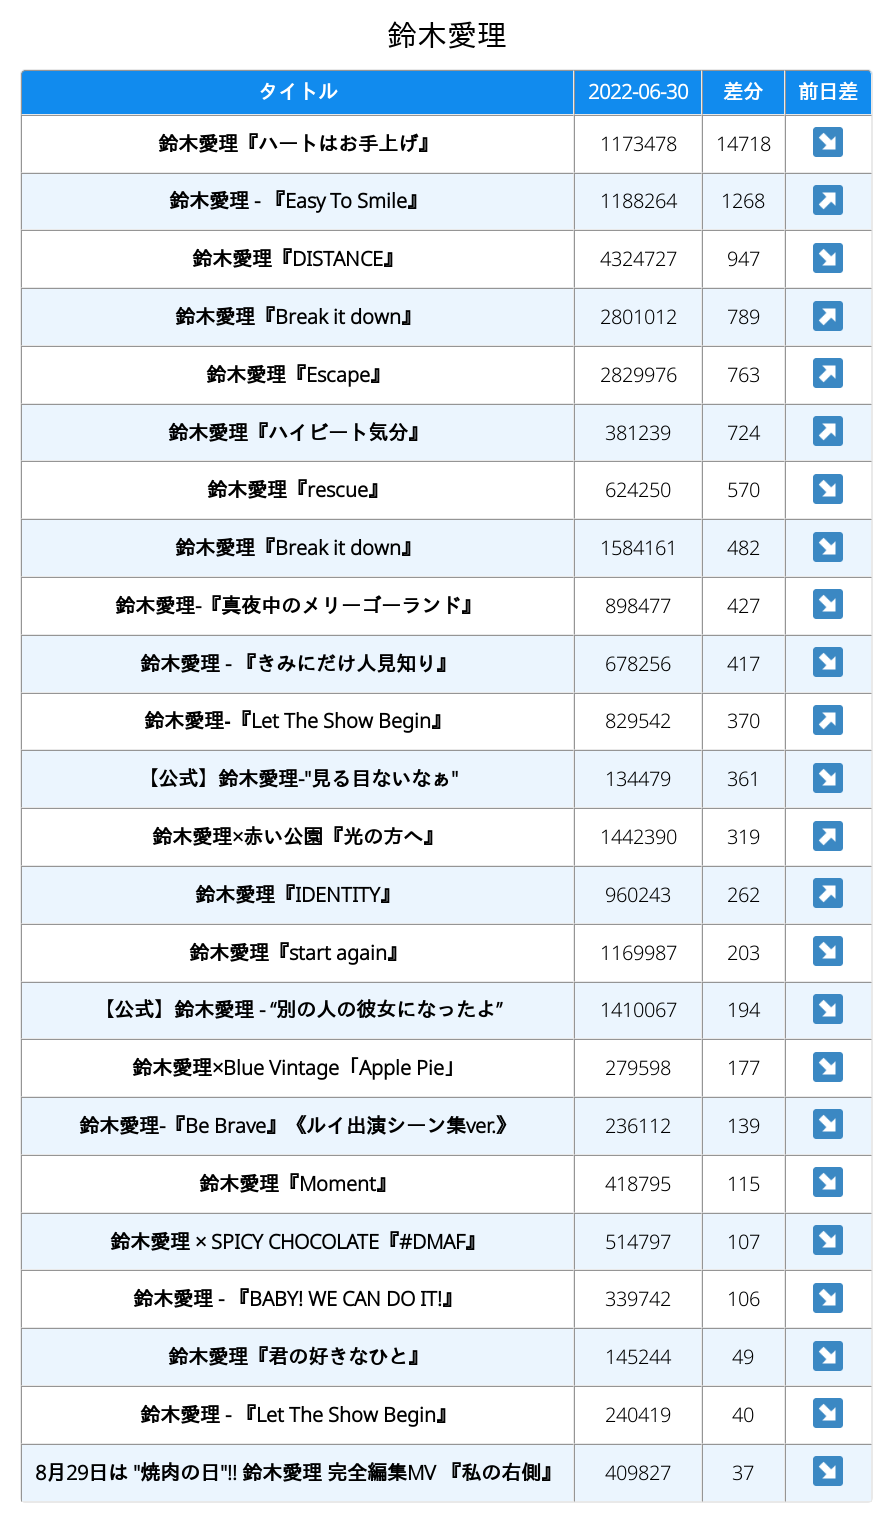 鈴木愛理
タイトル 2022-06-30 差分 前日差
鈴木愛理『ハートはお手上げ』 1173478 14718 ↘
鈴木愛理 - 『Easy To Smile』 1188264 1268 ↗
鈴木愛理『DISTANCE』 4324727 947 ↘
鈴木愛理『Break it down』 2801012 789 ↗
鈴木愛理『Escape』 2829976 763 ↗
鈴木愛理『ハイビート気分』 381239 724 ↗
鈴木愛理『rescue』 624250 570 ↘
鈴木愛理『Break it down』 1584161 482 ↘
鈴木愛理-『真夜中のメリーゴーランド』 898477 427 ↘
鈴木愛理 - 『きみにだけ人見知り』 678256 417 ↘
鈴木愛理-『Let The Show Begin』 829542 370 ↗
【公式】鈴木愛理-"見る目ないなぁ" 134479 361 ↘
鈴木愛理×赤い公園『光の方へ』 1442390 319 ↗
鈴木愛理『IDENTITY』 960243 262 ↗
鈴木愛理『start again』 1169987 203 ↘
【公式】鈴木愛理 - “別の人の彼女になったよ” 1410067 194 ↘
鈴木愛理×Blue Vintage「Apple Pie」 279598 177 ↘
鈴木愛理-『Be Brave』《ルイ出演シーン集ver.》 236112 139 ↘
鈴木愛理『Moment』 418795 115 ↘
鈴木愛理 × SPICY CHOCOLATE『#DMAF』 514797 107 ↘
鈴木愛理 - 『BABY! WE CAN DO IT!』 339742 106 ↘
鈴木愛理『君の好きなひと』 145244 49 ↘
鈴木愛理 - 『Let The Show Begin』 240419 40 ↘
8月29日は "焼肉の日"!! 鈴木愛理 完全編集MV 『私の右側』 409827 37 ↘